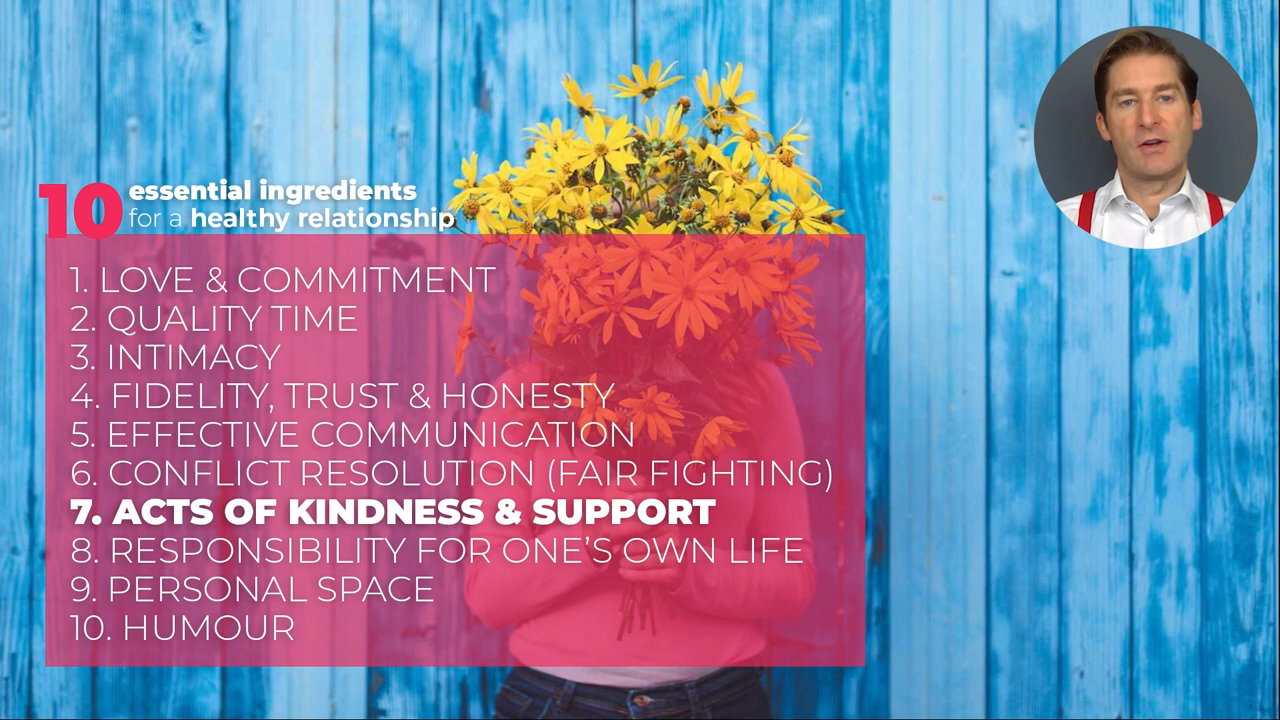 10 essential ingredients
for a healthy relationship
1. LOVE & COMMITMENT
2. QUALITY TIME
3. INTIMACY
4. FIDELITY, TRUST & HONESTY
5. EFFECTIVE COMMUNICATION
6. CONFLICT RESOLUTION (FAIR FIGHTING)
7. ACTS OF KINDNESS & SUPPORT
8. RESPONSIBILITY FOR ONE'S OWN LIFE
9. PERSONAL SPACE
10. HUMOUR